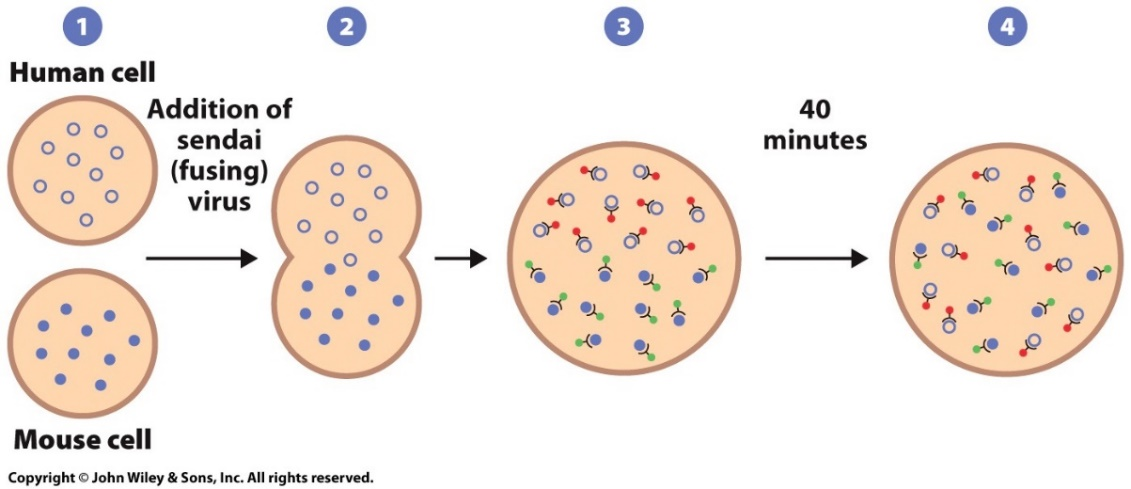 1
2
3
4
Human cell
Addition of
sendai
(fusing)
virus
40
minutes
Mouse cell
Copyright © John Wiley & Sons, Inc. All rights reserved.